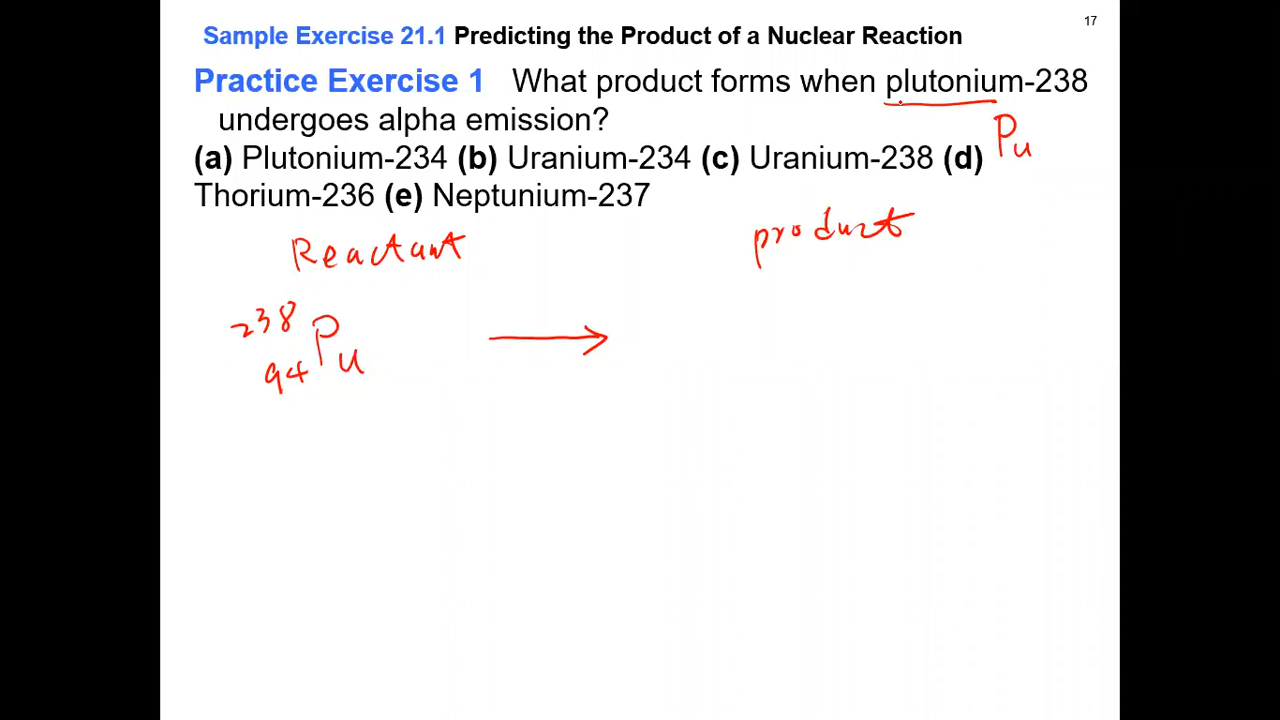 17
Sample Exercise 21.1 Predicting the Product of a Nuclear Reaction
Practice Exercise 1 What product forms when plutonium-238
undergoes alpha emission?
Pu
(a) Plutonium-234 (b) Uranium-234 (c) Uranium-238 (d)
Thorium-236 (e) Neptunium-237
Reactant product
238
94 Pu →